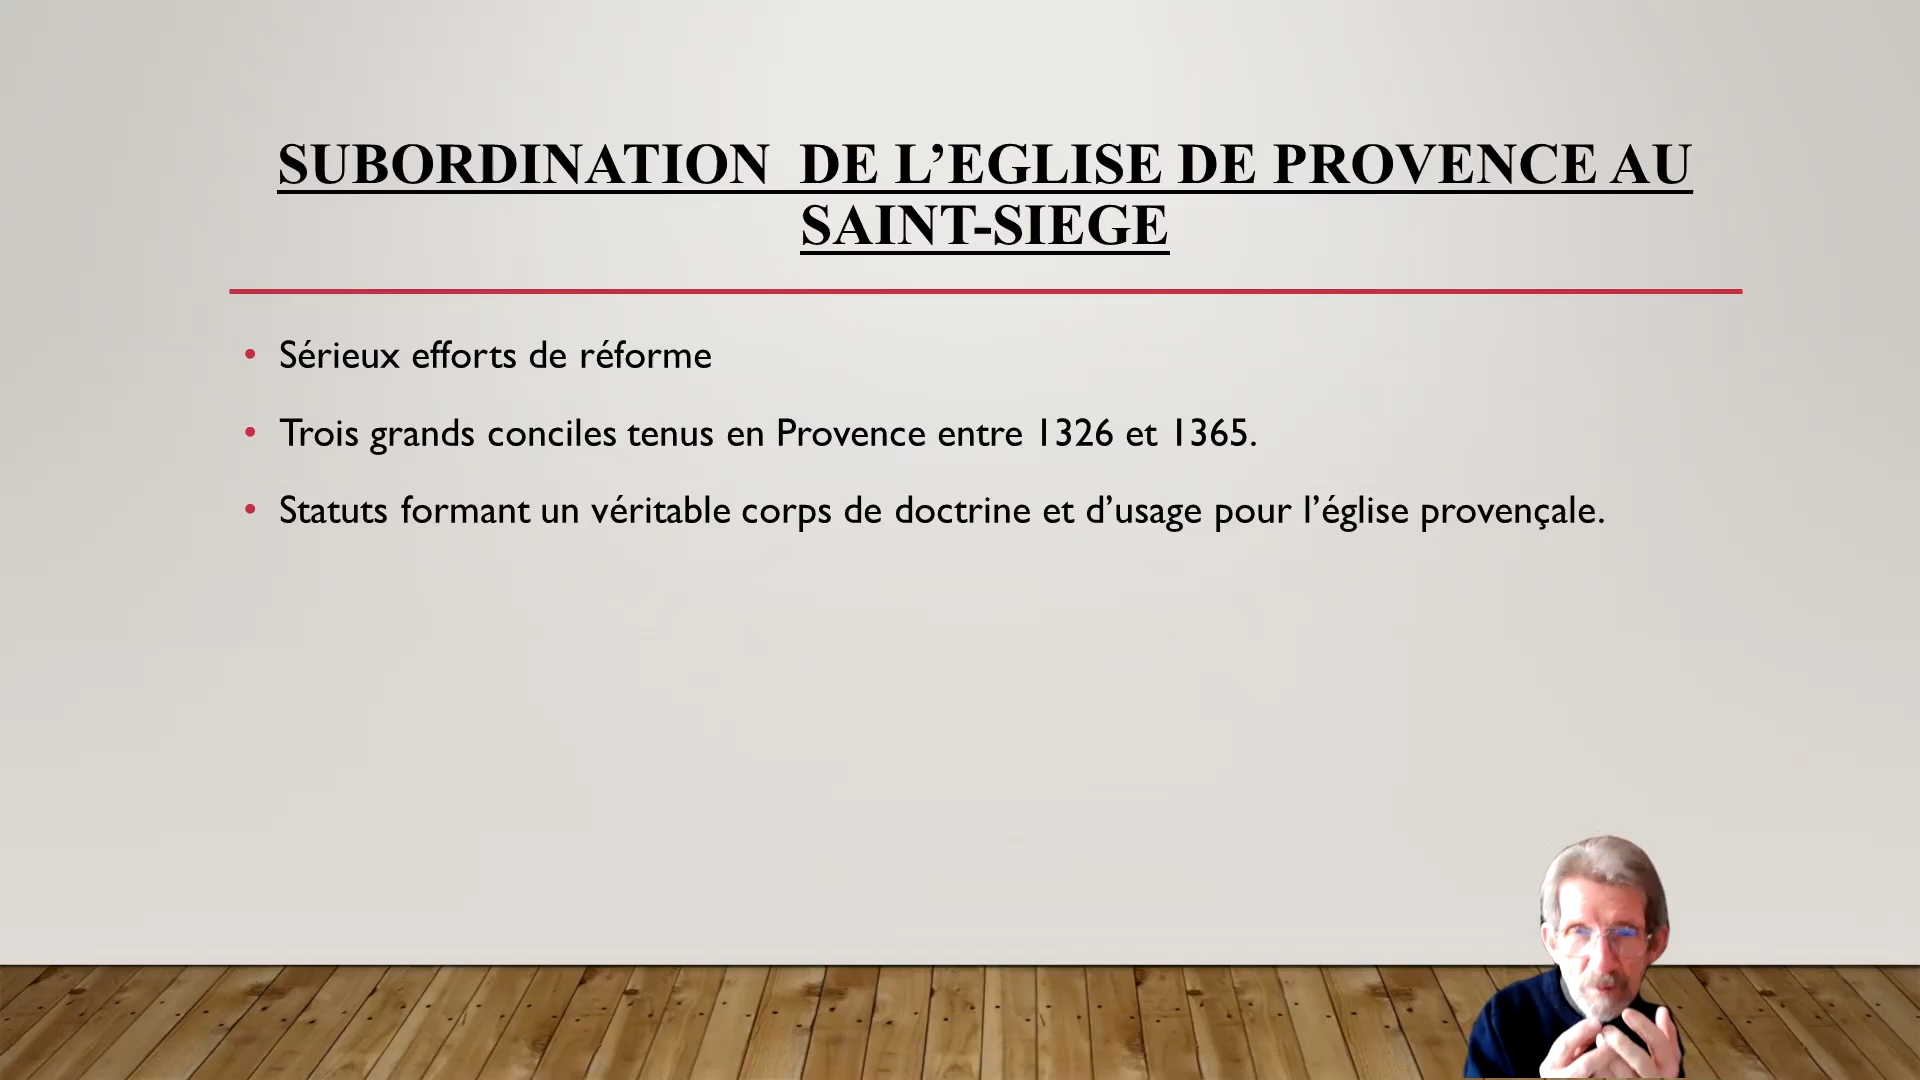 SUBORDINATION DE L’EGLISE DE PROVENCE AU
SAINT-SIEGE
• Sérieux efforts de réforme
• Trois grands conciles tenus en Provence entre 1326 et 1365.
• Statuts formant un véritable corps de doctrine et d’usage pour l’église provençale.